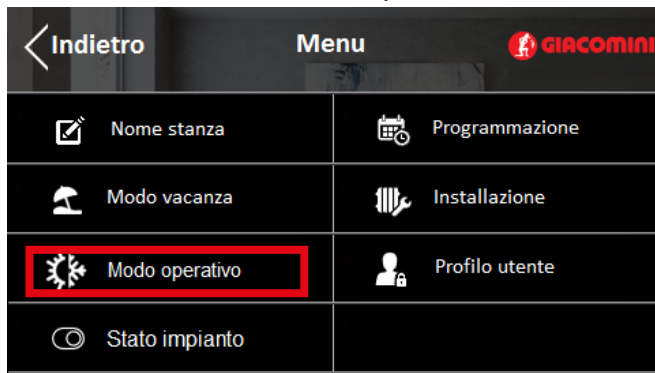 Indietro Menu GIACOMINI
Nome stanza Programmazione
Modo vacanza Installazione
Modo operativo Profilo utente
Stato impianto